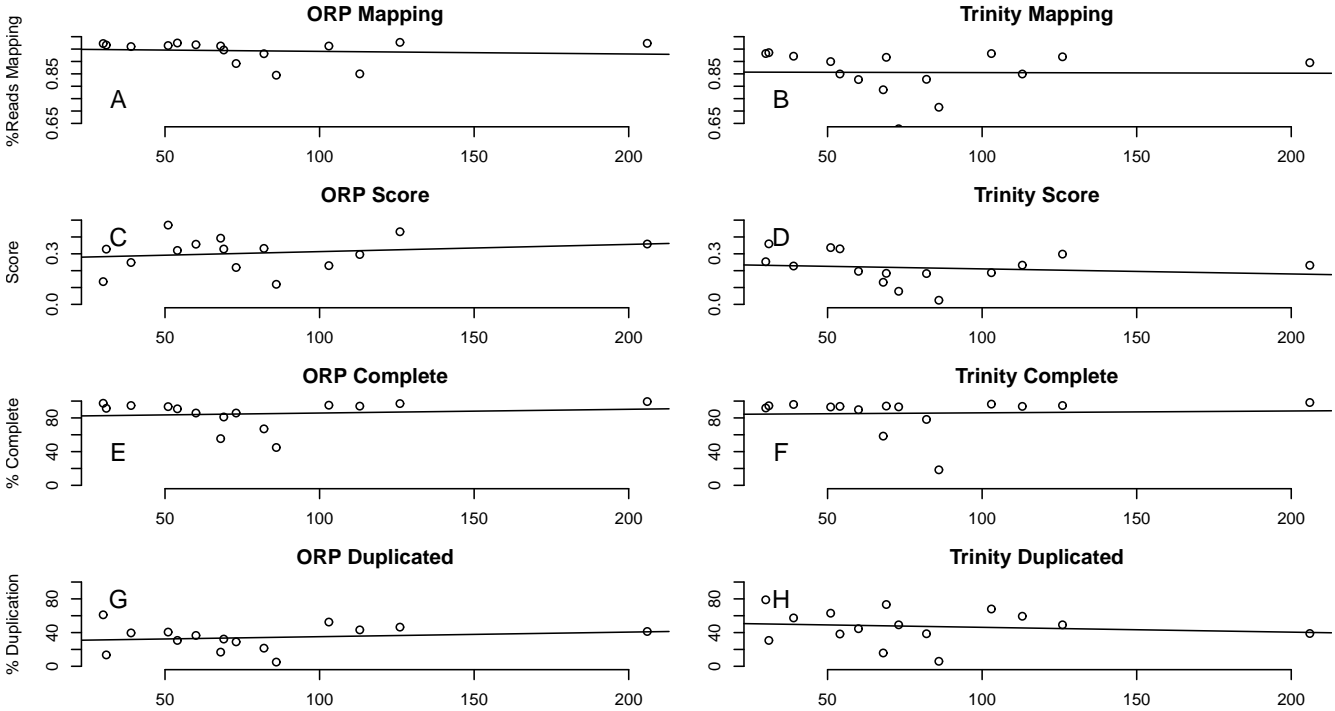 ORP Mapping
%Reads Mapping
0.65 0.85
A
50 100 150 200
Trinity Mapping
0.65 0.85
B
50 100 150 200
ORP Score
Score
0.0 0.3
C
50 100 150 200
Trinity Score
0.0 0.3
D
50 100 150 200
ORP Complete
% Complete
0 40 80
E
50 100 150 200
Trinity Complete
0 40 80
F
50 100 150 200
ORP Duplicated
% Duplication
0 40 80
G
50 100 150 200
Trinity Duplicated
0 40 80
H
50 100 150 200